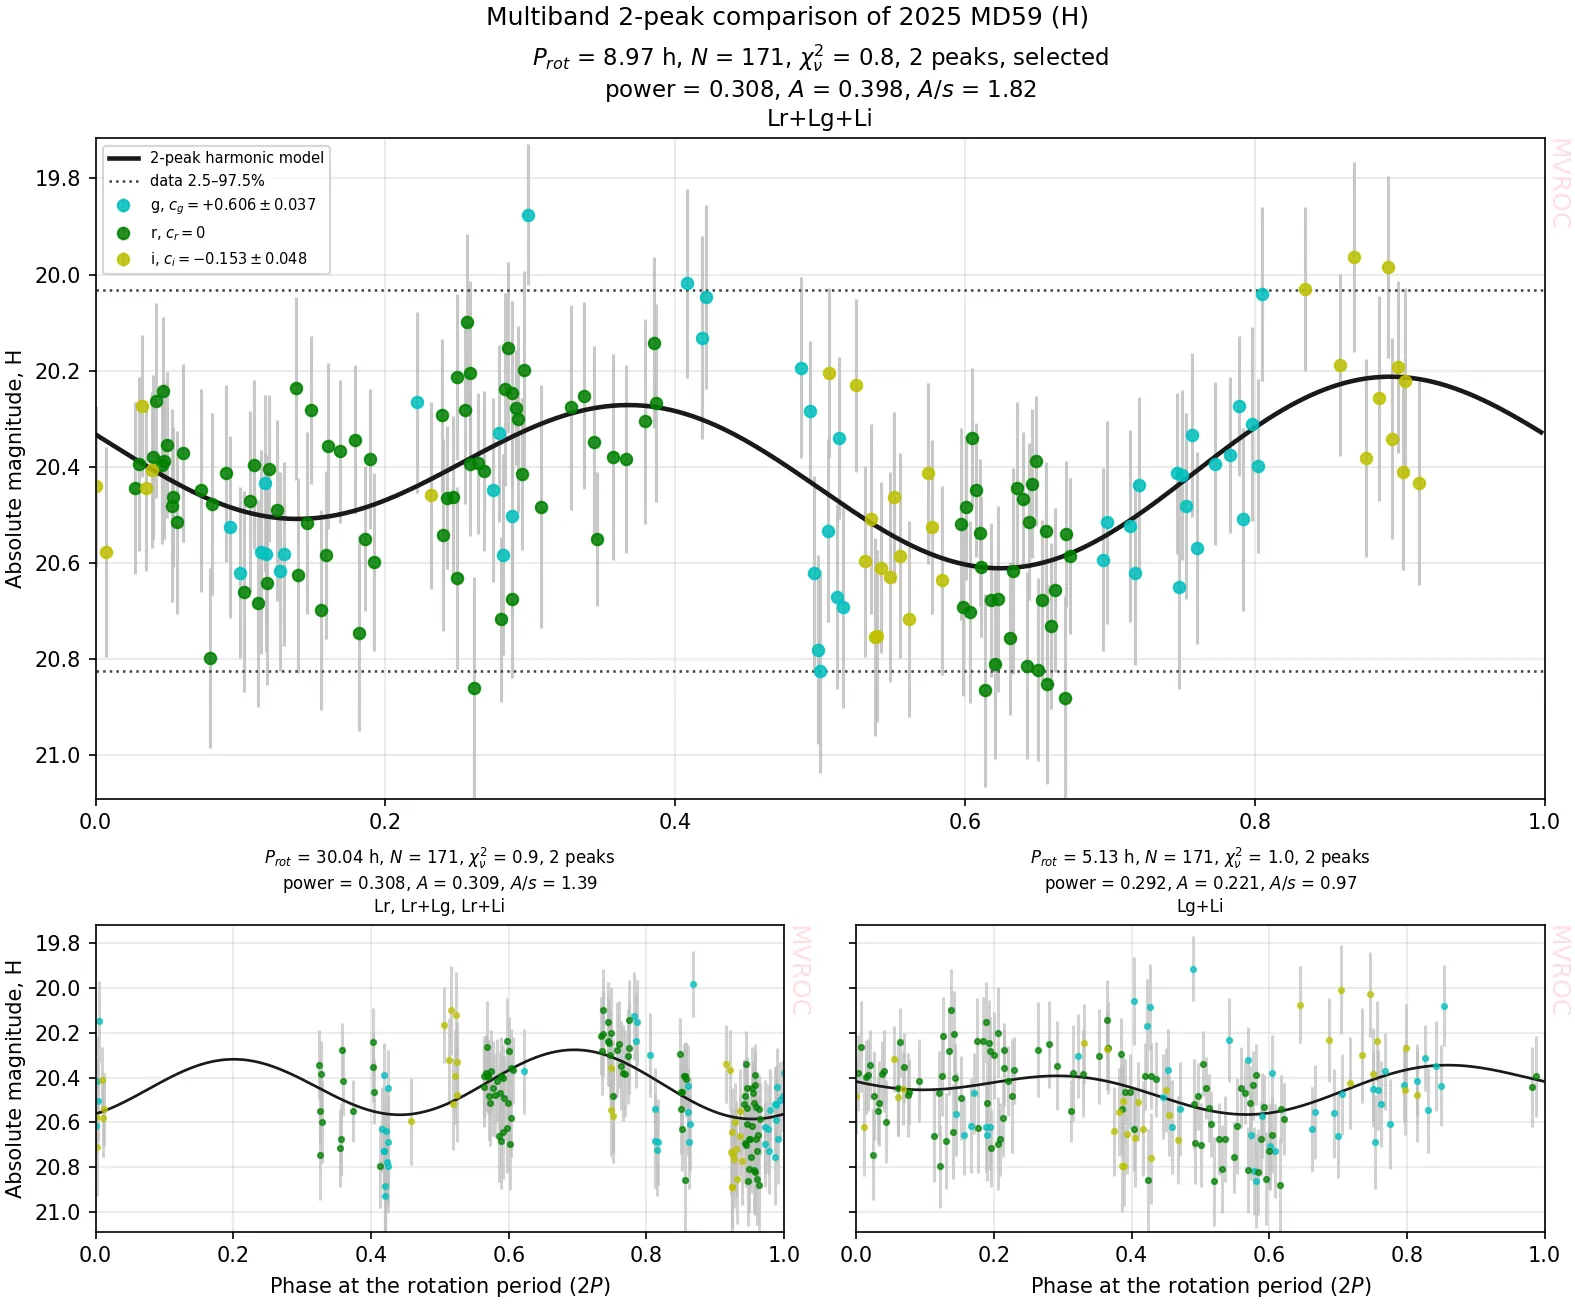 Multiband 2-peak comparison of 2025 MD59 (H)
P_rot = 8.97 h, N = 171, χ²_ν = 0.8, 2 peaks, selected
power = 0.308, A = 0.398, A/s = 1.82
Lr+Lg+Li
2-peak harmonic model
data 2.5–97.5%
g, c_g = +0.606 ± 0.037
r, c_r = 0
i, c_i = −0.153 ± 0.048
19.8
20.0
20.2
20.4
20.6
20.8
21.0
Absolute magnitude, H
0.0 0.2 0.4 0.6 0.8 1.0
MVROC
P_rot = 30.04 h, N = 171, χ²_ν = 0.9, 2 peaks
power = 0.308, A = 0.309, A/s = 1.39
Lr, Lr+Lg, Lr+Li
19.8
20.0
20.2
20.4
20.6
20.8
21.0
Absolute magnitude, H
0.0 0.2 0.4 0.6 0.8 1.0
Phase at the rotation period (2P)
MVROC
P_rot = 5.13 h, N = 171, χ²_ν = 1.0, 2 peaks
power = 0.292, A = 0.221, A/s = 0.97
Lg+Li
0.0 0.2 0.4 0.6 0.8 1.0
Phase at the rotation period (2P)
MVROC